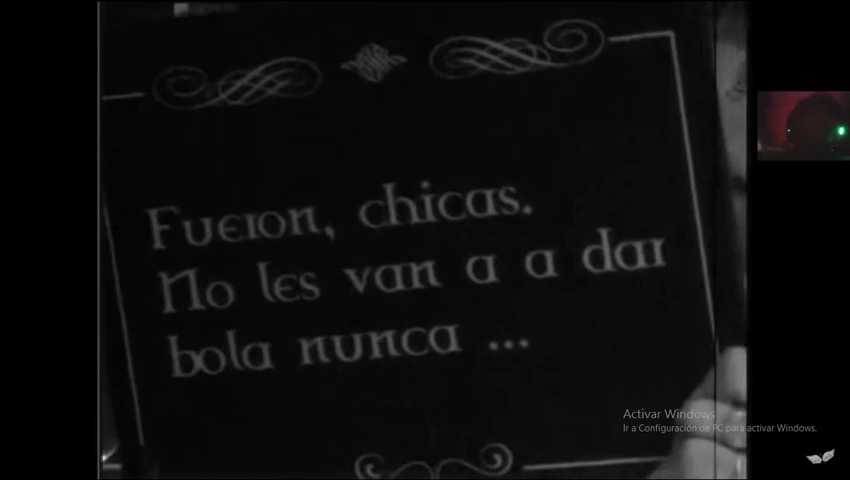 Fueron, chicas.
No les van a a dar
bola nunca ...
Activar Windows
Ir a Configuración de PC para activar Windows.